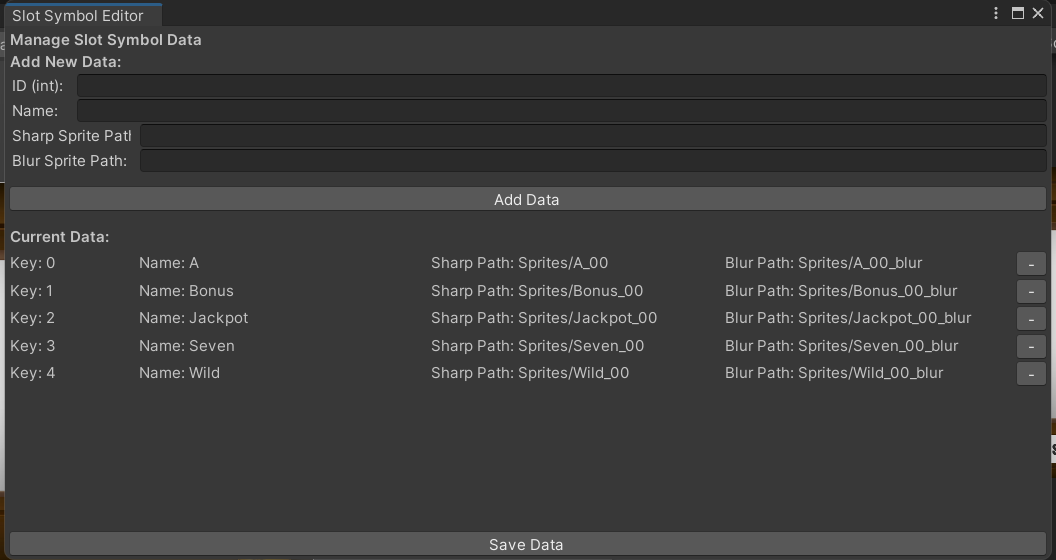 Slot Symbol Editor
Manage Slot Symbol Data
Add New Data:
ID (int):
Name:
Sharp Sprite Path
Blur Sprite Path:
Add Data
Current Data:
Key: 0 Name: A Sharp Path: Sprites/A_00 Blur Path: Sprites/A_00_blur -
Key: 1 Name: Bonus Sharp Path: Sprites/Bonus_00 Blur Path: Sprites/Bonus_00_blur -
Key: 2 Name: Jackpot Sharp Path: Sprites/Jackpot_00 Blur Path: Sprites/Jackpot_00_blur -
Key: 3 Name: Seven Sharp Path: Sprites/Seven_00 Blur Path: Sprites/Seven_00_blur -
Key: 4 Name: Wild Sharp Path: Sprites/Wild_00 Blur Path: Sprites/Wild_00_blur -
Save Data